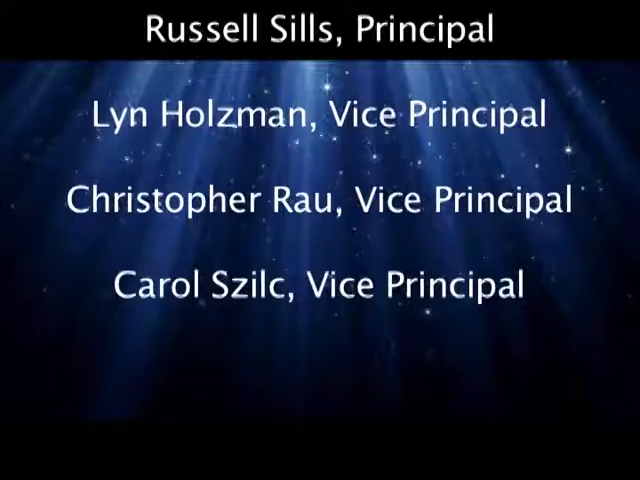 Russell Sills, Principal
Lyn Holzman, Vice Principal
Christopher Rau, Vice Principal
Carol Szilc, Vice Principal